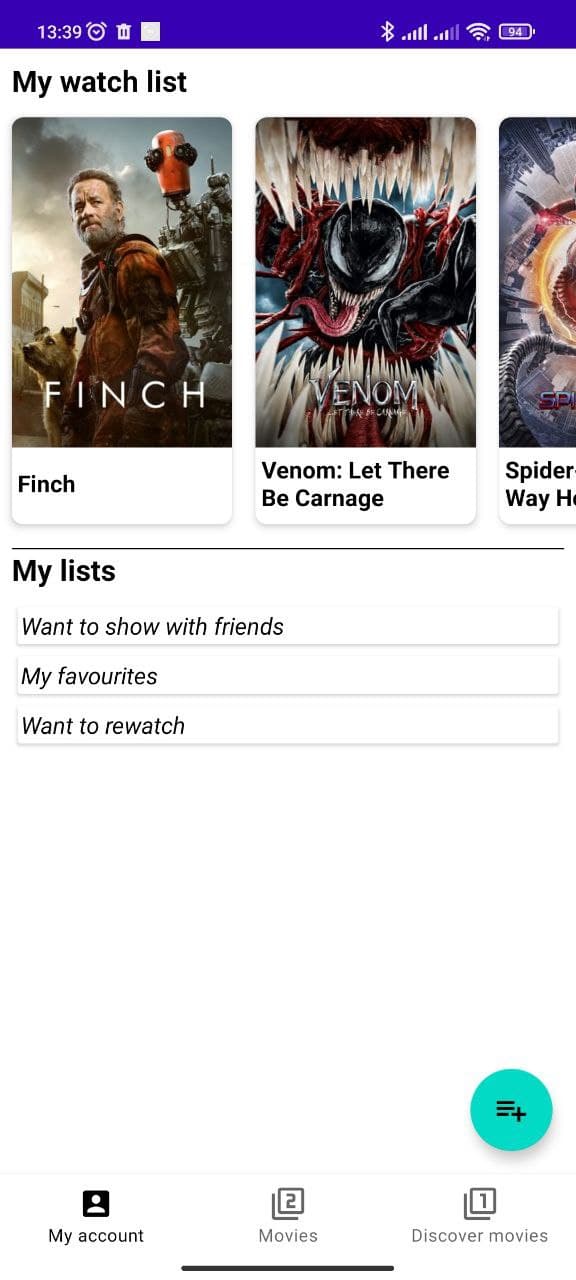 13:39
94
My watch list
FINCH
VENOM
LET THERE BE CARNAGE
SPI
Finch
Venom: Let There
Be Carnage
Spider-
Way Ho
My lists
Want to show with friends
My favourites
Want to rewatch
2
1
My account
Movies
Discover movies